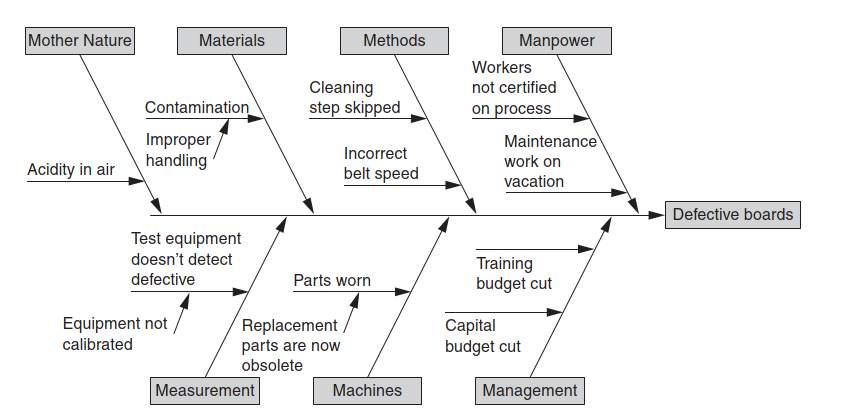 Mother Nature
Materials
Methods
Manpower
Workers
not certified
on process
Cleaning
step skipped
Contamination
Improper
handling
Maintenance
work on
vacation
Incorrect
belt speed
Acidity in air
Defective boards
Test equipment
doesn't detect
defective
Parts worn
Training
budget cut
Equipment not
calibrated
Replacement
parts are now
obsolete
Capital
budget cut
Measurement
Machines
Management